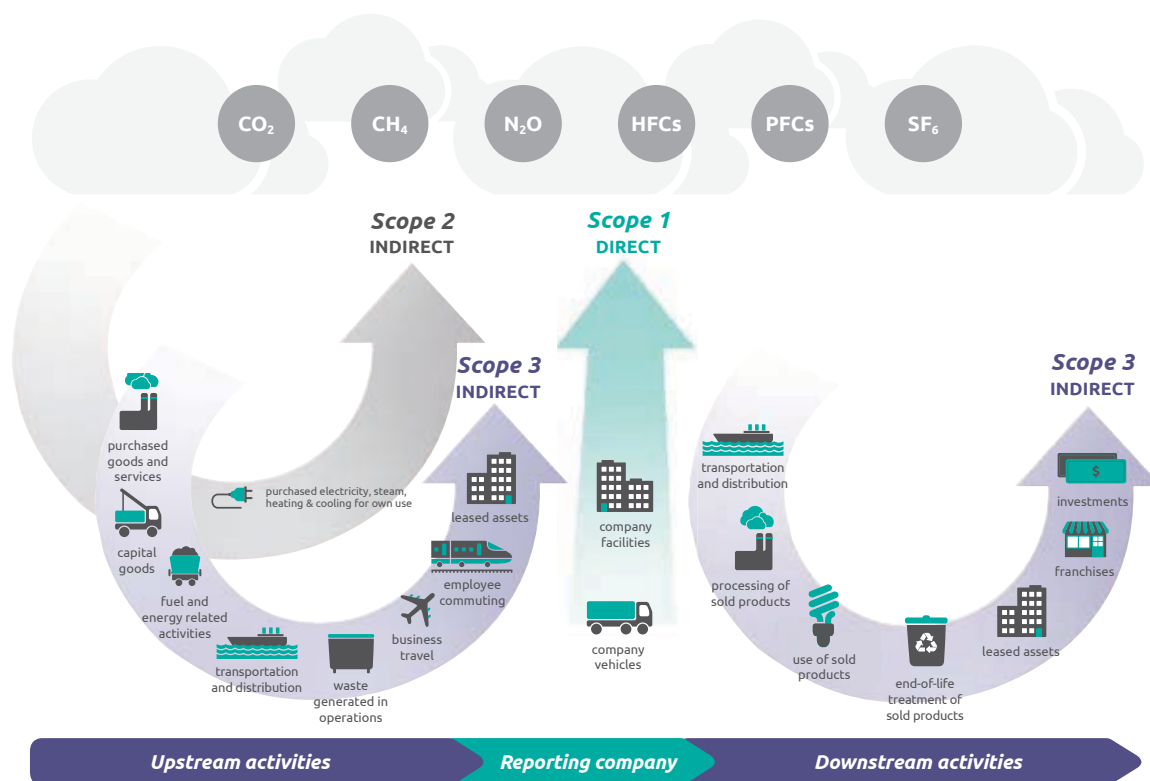 CO₂
CH₄
N₂O
HFCs
PFCs
SF₆
Scope 2
INDIRECT
Scope 1
DIRECT
Scope 3
INDIRECT
Scope 3
INDIRECT
purchased
goods and
services
capital
goods
fuel and
energy related
activities
purchased electricity, steam,
heating & cooling for own use
transportation
and distribution
waste
generated in
operations
business
travel
employee
commuting
leased assets
company
facilities
company
vehicles
transportation
and distribution
processing of
sold products
use of sold
products
end-of-life
treatment of
sold products
leased assets
franchises
$
investments
Upstream activities
Reporting company
Downstream activities